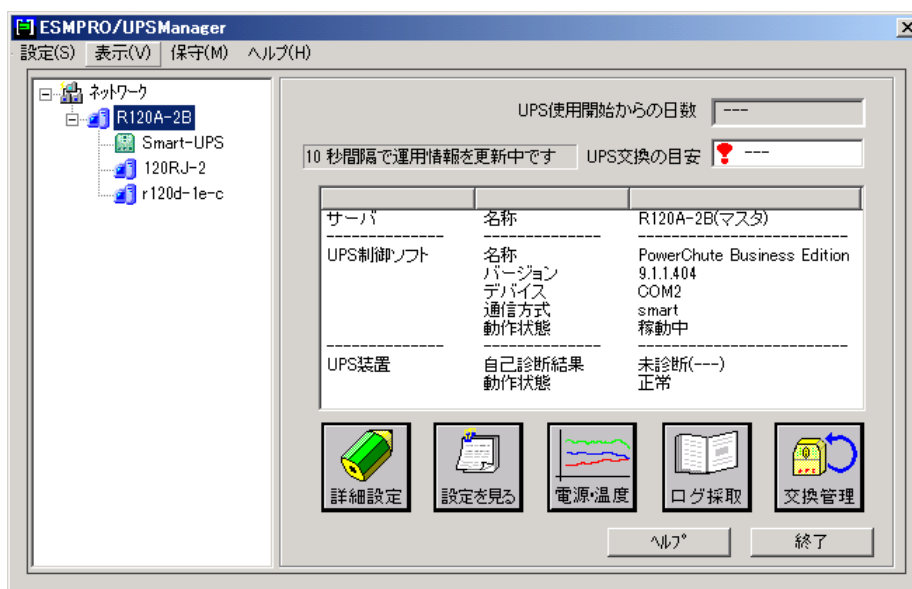 ESMPRO/UPSManager
設定(S) 表示(V) 保守(M) ヘルプ(H)
ネットワーク
R120A-2B
Smart-UPS
120RJ-2
r120d-1e-c
UPS使用開始からの日数 ---
10 秒間隔で運用情報を更新中です UPS交換の目安 ---
サーバ 名称 R120A-2B(マスタ)
-------------- -------------- -------------------------
UPS制御ソフト 名称 PowerChute Business Edition
バージョン 9.1.1.404
デバイス COM2
通信方式 smart
動作状態 稼動中
-------------- -------------- -------------------------
UPS装置 自己診断結果 未診断(---)
動作状態 正常
詳細設定 設定を見る 電源・温度 ログ採取 交換管理
ヘルプ 終了